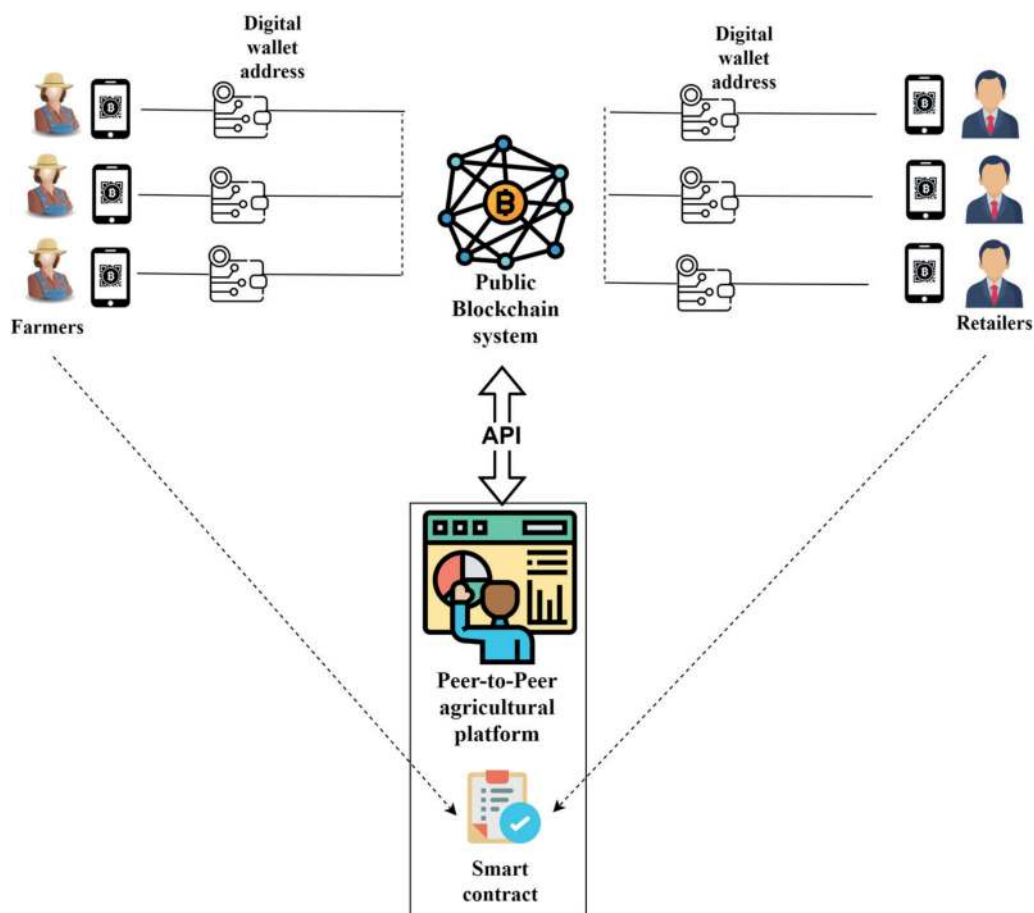 Digital
wallet
address
Digital
wallet
address
Farmers
Public
Blockchain
system
Retailers
API
Peer-to-Peer
agricultural
platform
Smart
contract